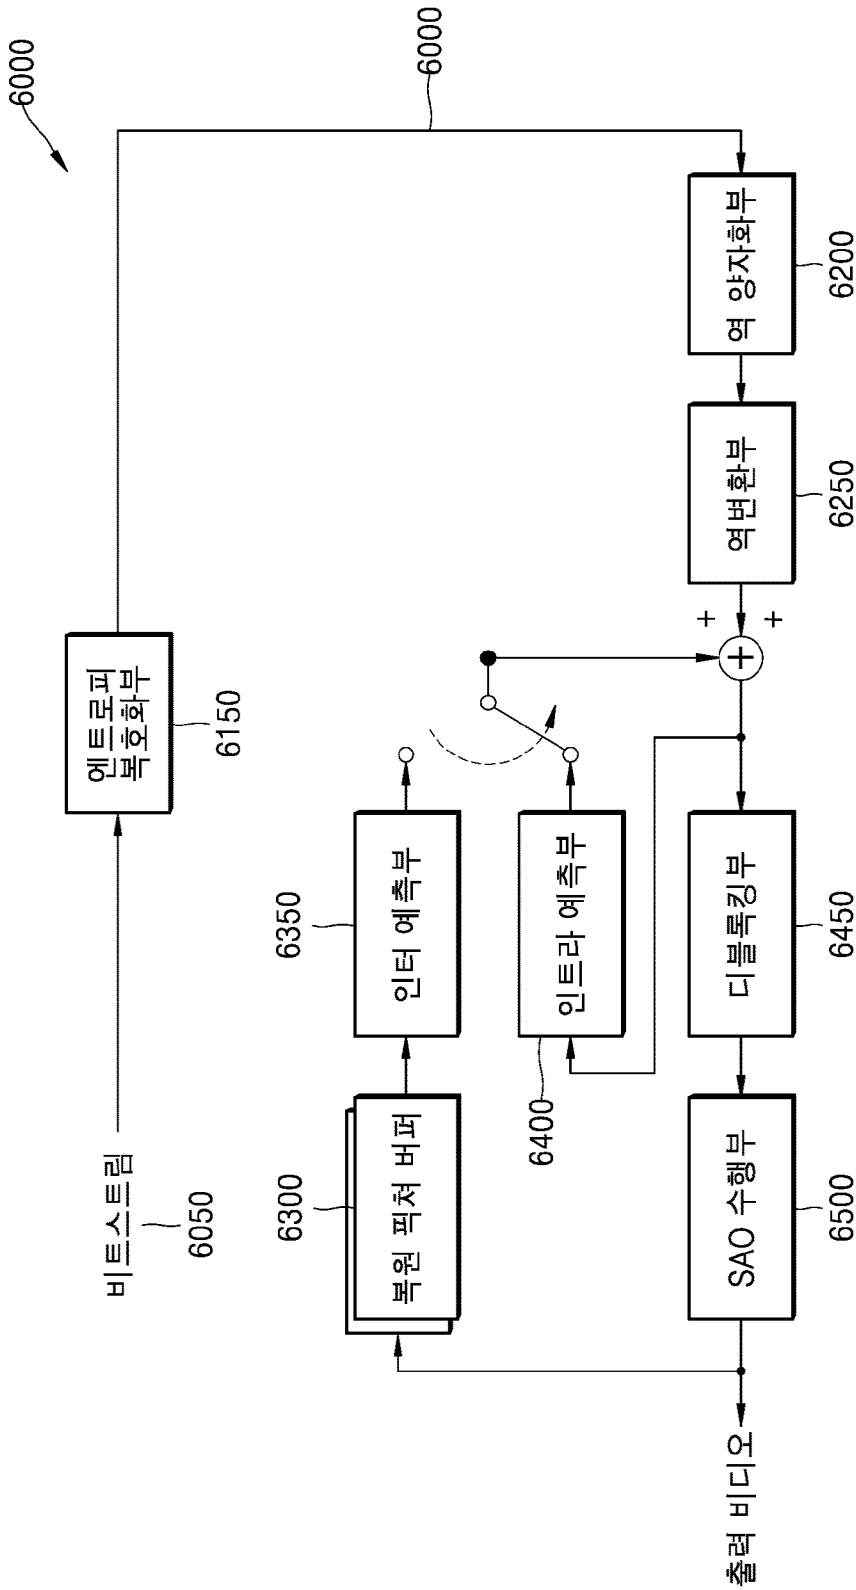 6000
비트스트림
6050
엔트로피
복호화부
6150
6300
복원 픽쳐 버퍼
6350
인터 예측부
6000
6400
인트라 예측부
+
출력 비디오
SAO 수행부
디블록킹부
+
역변환부
역 양자화부
+
6500
6450
6250
6200